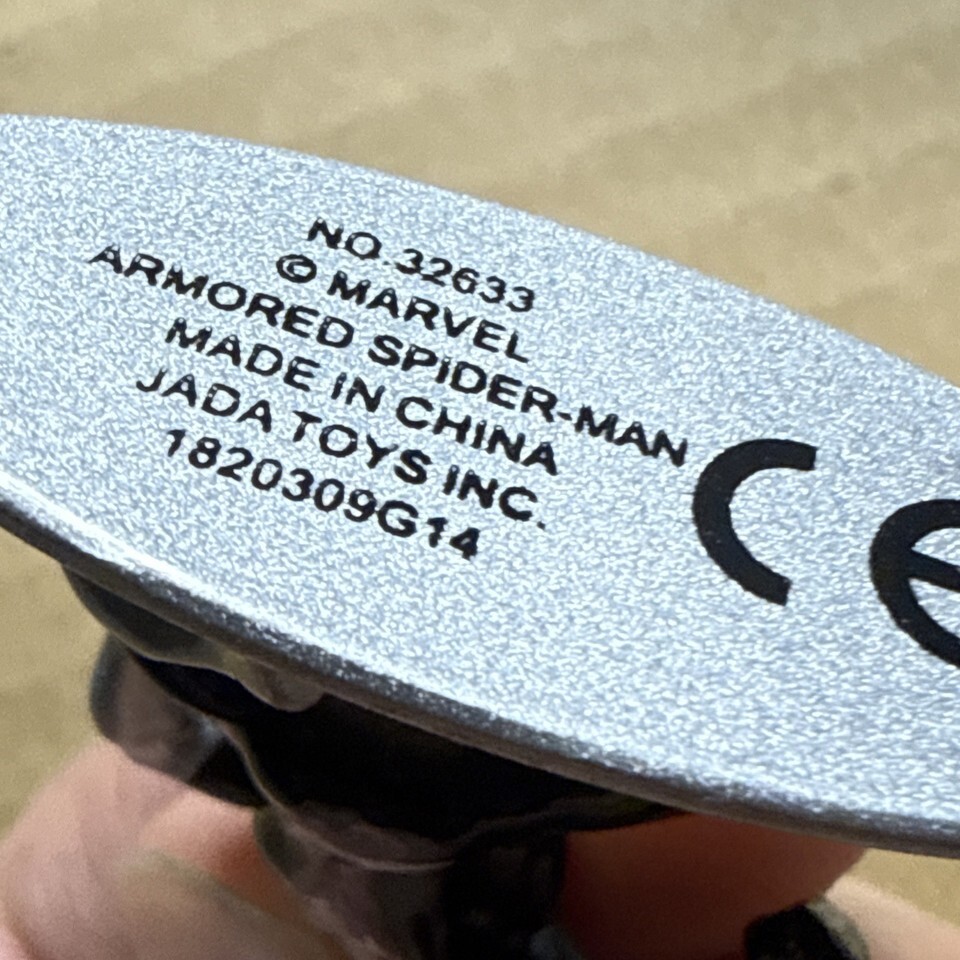 NO.32633
© MARVEL
ARMORED SPIDER-MAN
MADE IN CHINA
JADA TOYS INC.
1820309G14
CE